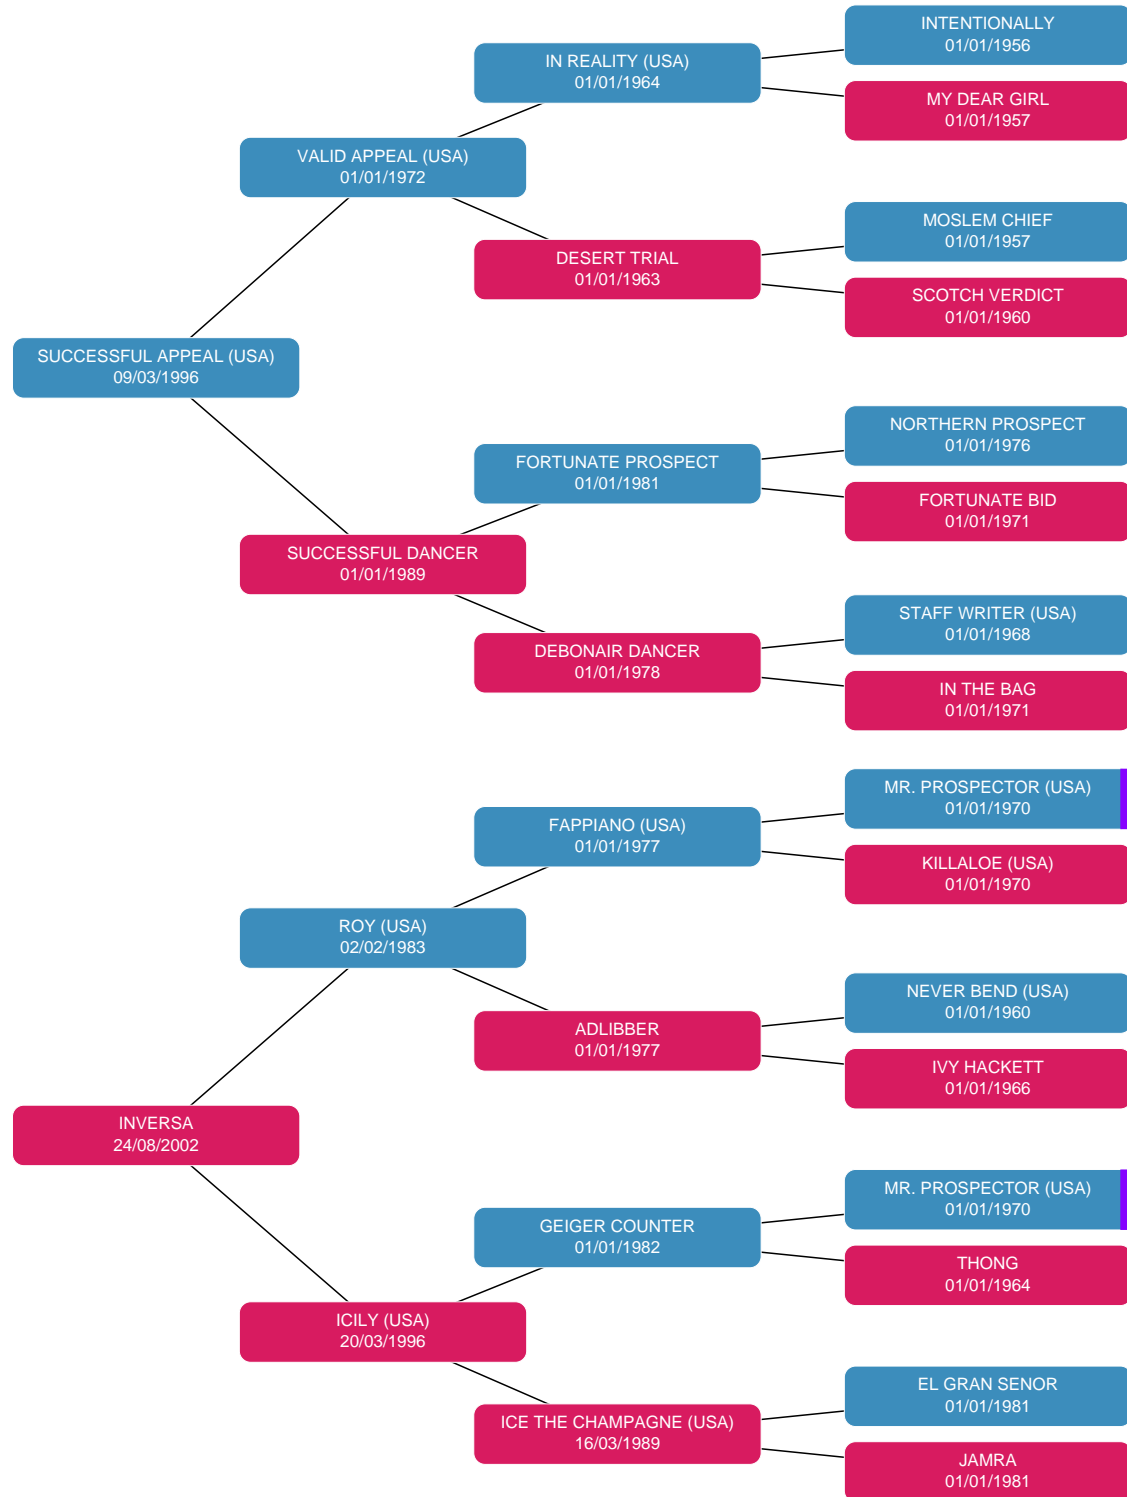 INTENTIONALLY
01/01/1956
IN REALITY (USA)
01/01/1964
MY DEAR GIRL
01/01/1957
VALID APPEAL (USA)
01/01/1972
MOSLEM CHIEF
01/01/1957
DESERT TRIAL
01/01/1963
SCOTCH VERDICT
01/01/1960
SUCCESSFUL APPEAL (USA)
09/03/1996
NORTHERN PROSPECT
01/01/1976
FORTUNATE PROSPECT
01/01/1981
FORTUNATE BID
01/01/1971
SUCCESSFUL DANCER
01/01/1989
STAFF WRITER (USA)
01/01/1968
DEBONAIR DANCER
01/01/1978
IN THE BAG
01/01/1971
MR. PROSPECTOR (USA)
01/01/1970
FAPPIANO (USA)
01/01/1977
KILLALOE (USA)
01/01/1970
ROY (USA)
02/02/1983
NEVER BEND (USA)
01/01/1960
ADLIBBER
01/01/1977
IVY HACKETT
01/01/1966
INVERSA
24/08/2002
MR. PROSPECTOR (USA)
01/01/1970
GEIGER COUNTER
01/01/1982
THONG
01/01/1964
ICILY (USA)
20/03/1996
EL GRAN SENOR
01/01/1981
ICE THE CHAMPAGNE (USA)
16/03/1989
JAMRA
01/01/1981